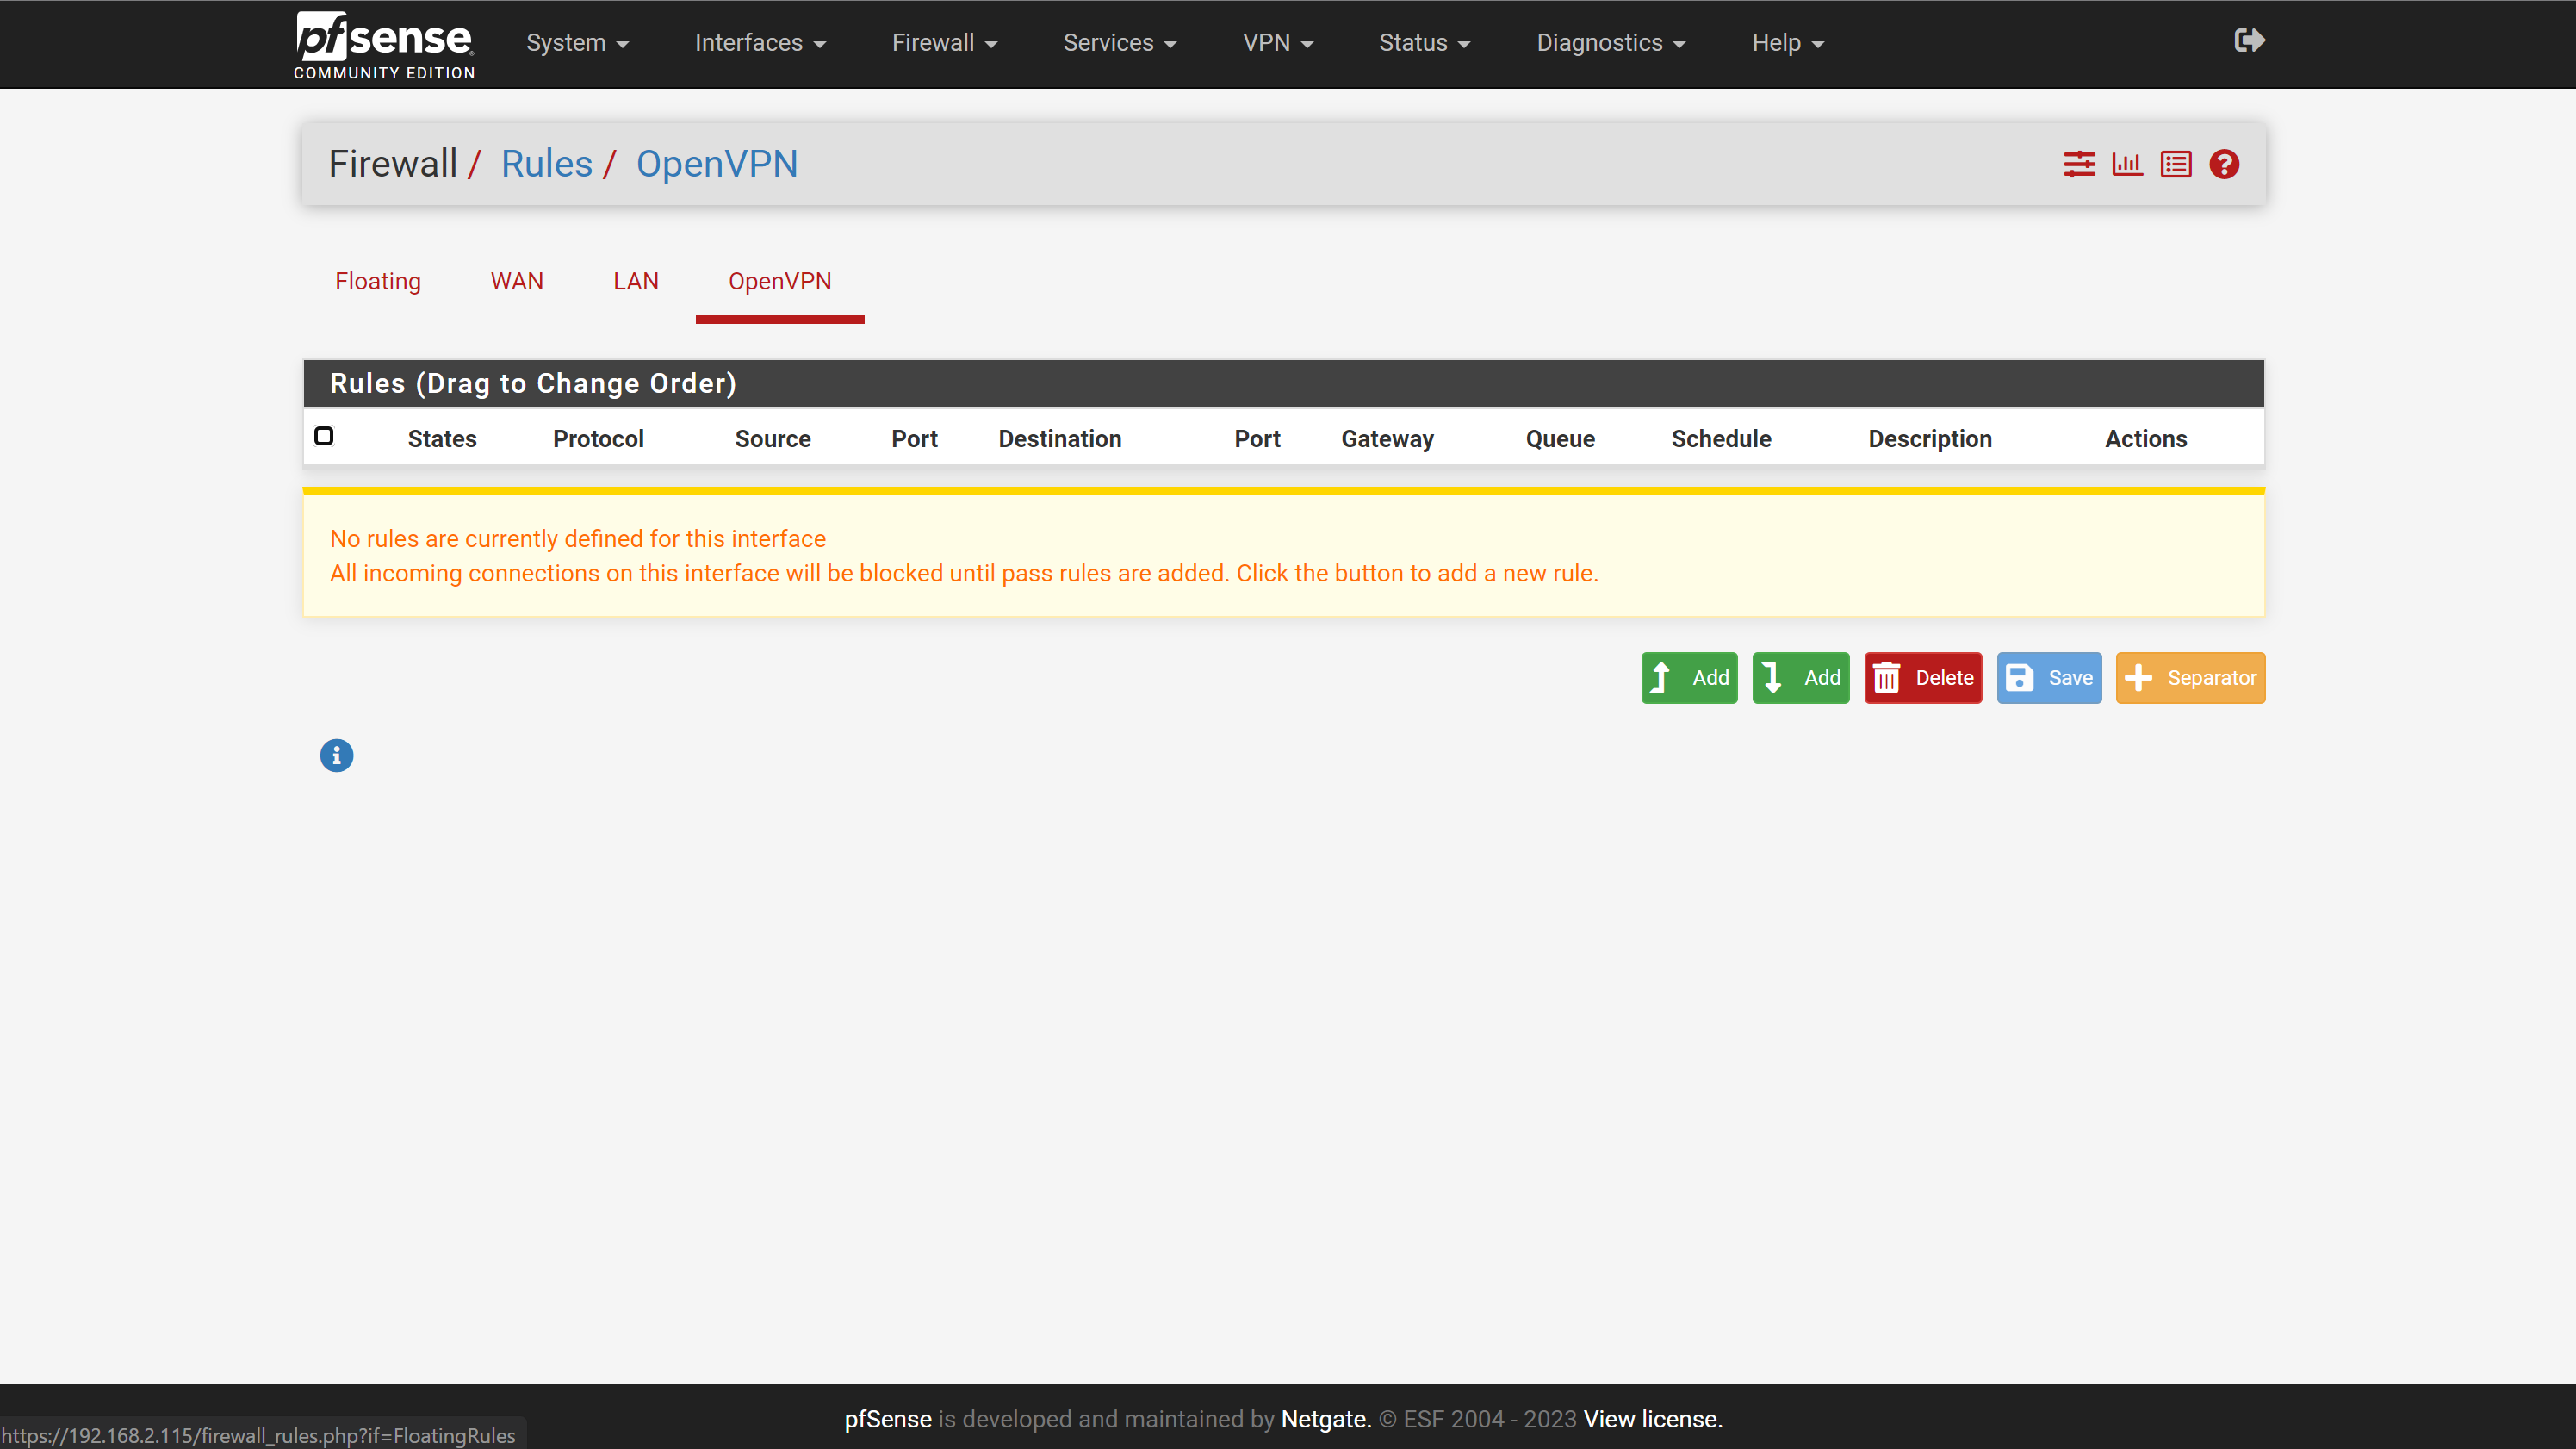 pfsense
COMMUNITY EDITION
System
Interfaces
Firewall
Services
VPN
Status
Diagnostics
Help
Firewall / Rules / OpenVPN
Floating
WAN
LAN
OpenVPN
Rules (Drag to Change Order)
States Protocol Source Port Destination Port Gateway Queue Schedule Description Actions
No rules are currently defined for this interface
All incoming connections on this interface will be blocked until pass rules are added. Click the button to add a new rule.
Add
Add
Delete
Save
Separator
pfSense is developed and maintained by Netgate. © ESF 2004 - 2023 View license.
https://192.168.2.115/firewall_rules.php?if=FloatingRules